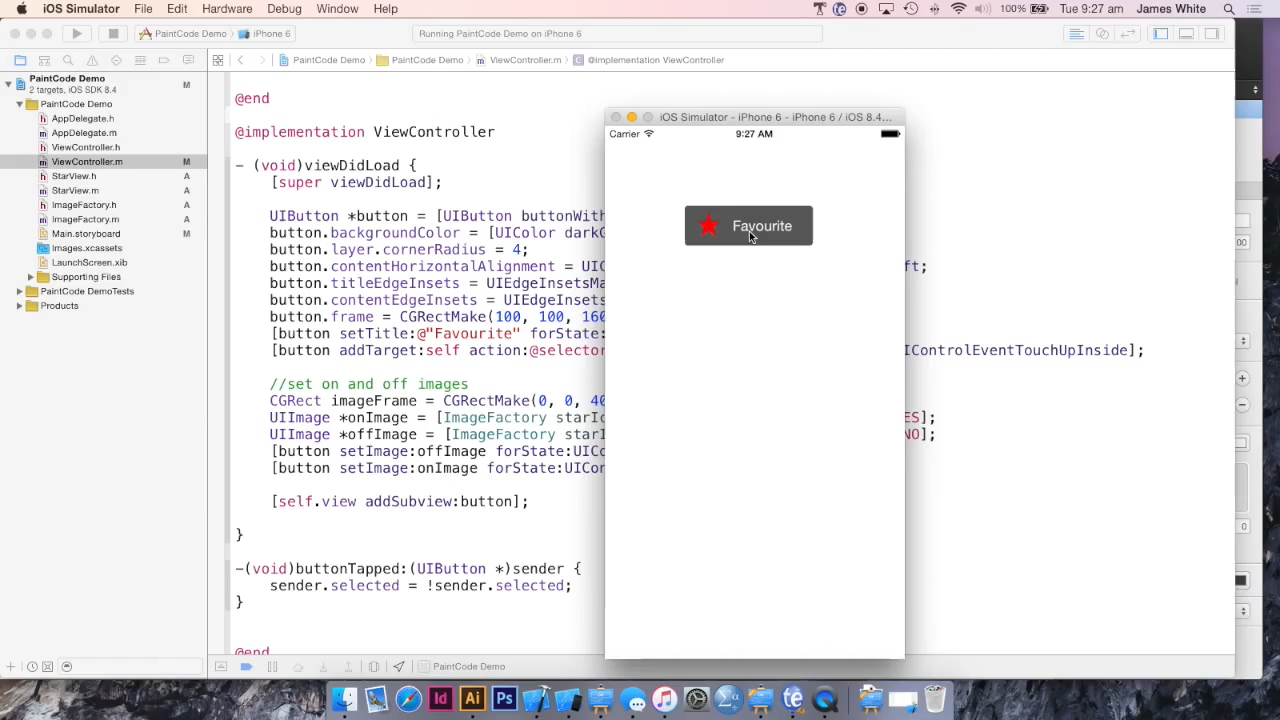 iOS Simulator File Edit Hardware Debug Window Help 100% Tue 9:27 am James White
PaintCode Demo iPhone 6 Running PaintCode Demo on iPhone 6
PaintCode Demo PaintCode Demo ViewController.m C @implementation ViewController
PaintCode Demo M
2 targets, iOS SDK 8.4
PaintCode Demo
AppDelegate.h
AppDelegate.m
ViewController.h
ViewController.m M
StarView.h A
StarView.m A
ImageFactory.h A
ImageFactory.m A
Main.storyboard M
Images.xcassets
LaunchScreen.xib
Supporting Files
PaintCode DemoTests
Products
@end
@implementation ViewController
- (void)viewDidLoad {
[super viewDidLoad];
UIButton *button = [UIButton buttonWith
button.backgroundColor = [UIColor dark
button.layer.cornerRadius = 4;
button.contentHorizontalAlignment = UIC ft;
button.titleEdgeInsets = UIEdgeInsetsMa
button.contentEdgeInsets = UIEdgeInsets
button.frame = CGRectMake(100, 100, 160
[button setTitle:@"Favourite" forState:
[button addTarget:self action:@selector IControlEventTouchUpInside];
//set on and off images
CGRect imageFrame = CGRectMake(0, 0, 40
UIImage *onImage = [ImageFactory starIc ES];
UIImage *offImage = [ImageFactory starI NO];
[button setImage:offImage forState:UICo
[button setImage:onImage forState:UICon
[self.view addSubview:button];
}
-(void)buttonTapped:(UIButton *)sender {
sender.selected = !sender.selected;
}
@end
PaintCode Demo
iOS Simulator - iPhone 6 - iPhone 6 / iOS 8.4...
Carrier 9:27 AM
Favourite
00
0
Id Ai Ps